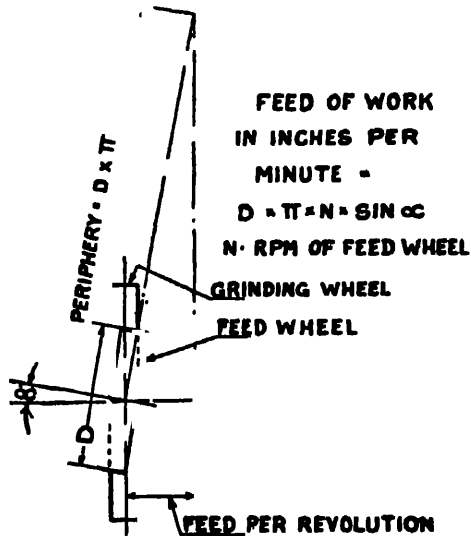 FEED OF WORK
IN INCHES PER
MINUTE =
D × π × N × SIN ∝
N· RPM OF FEED WHEEL
PERIPHERY = D × π
GRINDING WHEEL
FEED WHEEL
∝
D
FEED PER REVOLUTION